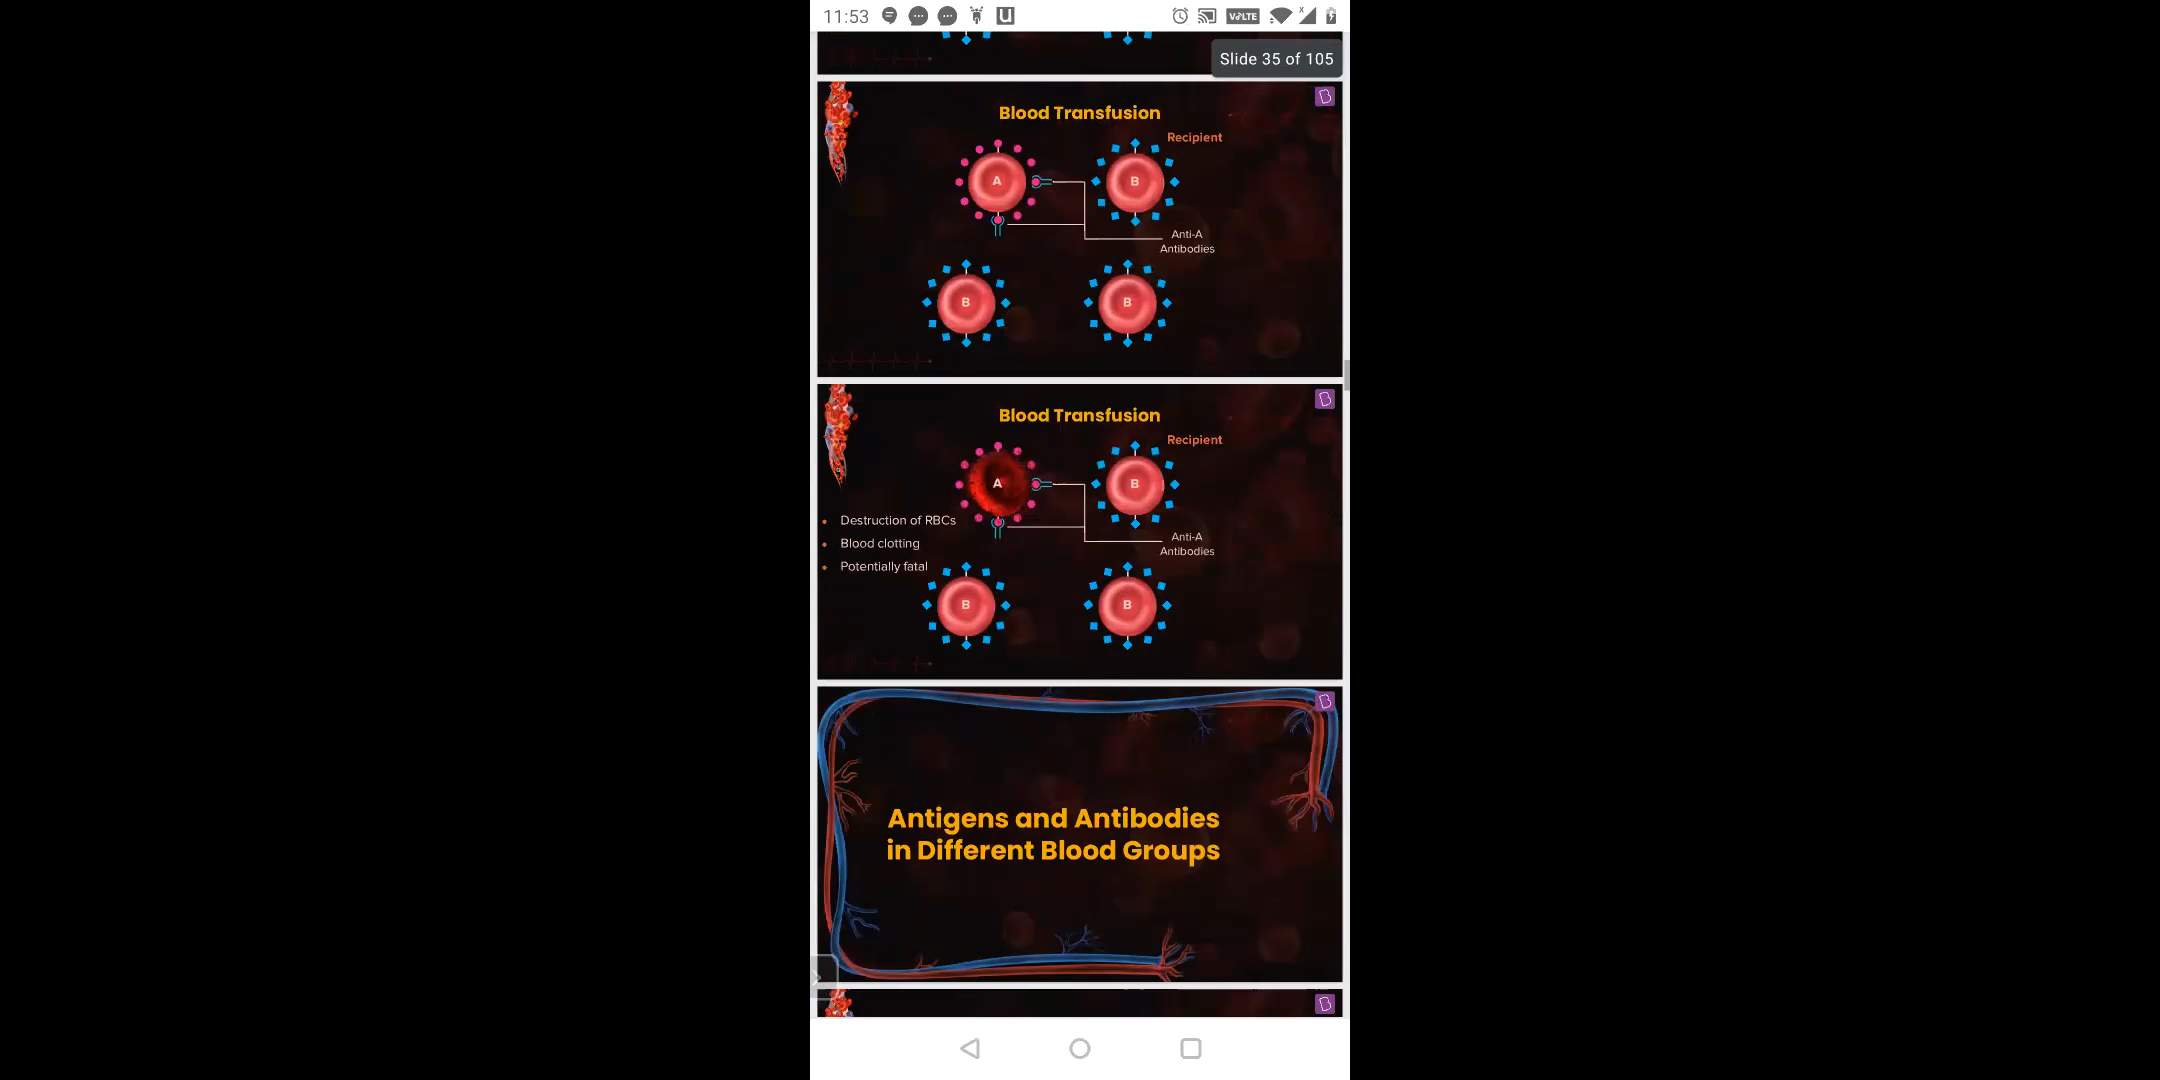 11:53
VoLTE
Slide 35 of 105
Blood Transfusion
Recipient
A
B
Anti-A
Antibodies
B
B
Blood Transfusion
Recipient
A
B
Destruction of RBCs
Blood clotting
Potentially fatal
Anti-A
Antibodies
B
B
Antigens and Antibodies
in Different Blood Groups